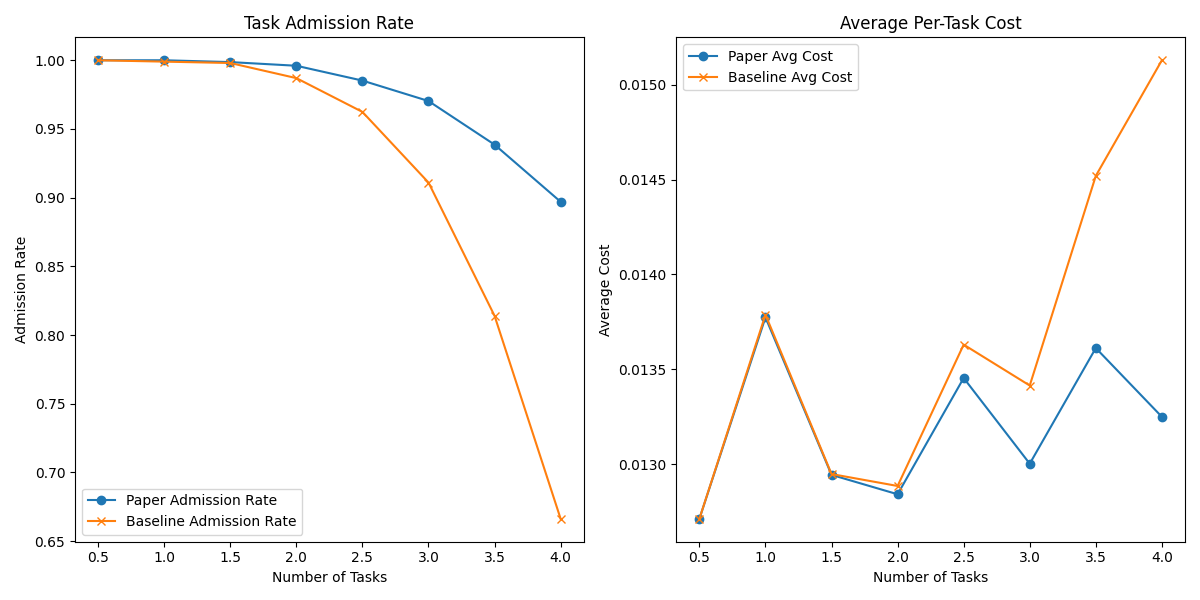 Task Admission Rate
Admission Rate
1.00
0.95
0.90
0.85
0.80
0.75
0.70
0.65
Paper Admission Rate
Baseline Admission Rate
0.5 1.0 1.5 2.0 2.5 3.0 3.5 4.0
Number of Tasks
Average Per-Task Cost
Average Cost
Paper Avg Cost
Baseline Avg Cost
0.0150
0.0145
0.0140
0.0135
0.0130
0.5 1.0 1.5 2.0 2.5 3.0 3.5 4.0
Number of Tasks